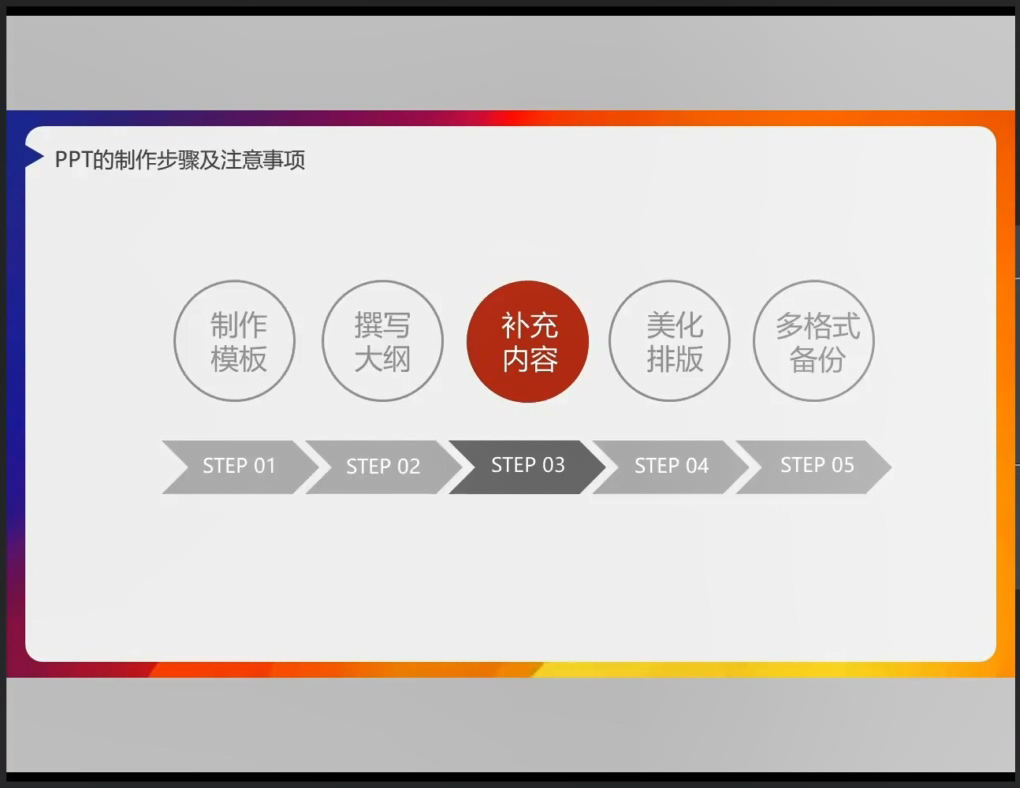 PPT的制作步骤及注意事项
制作
模板
撰写
大纲
补充
内容
美化
排版
多格式
备份
STEP 01
STEP 02
STEP 03
STEP 04
STEP 05